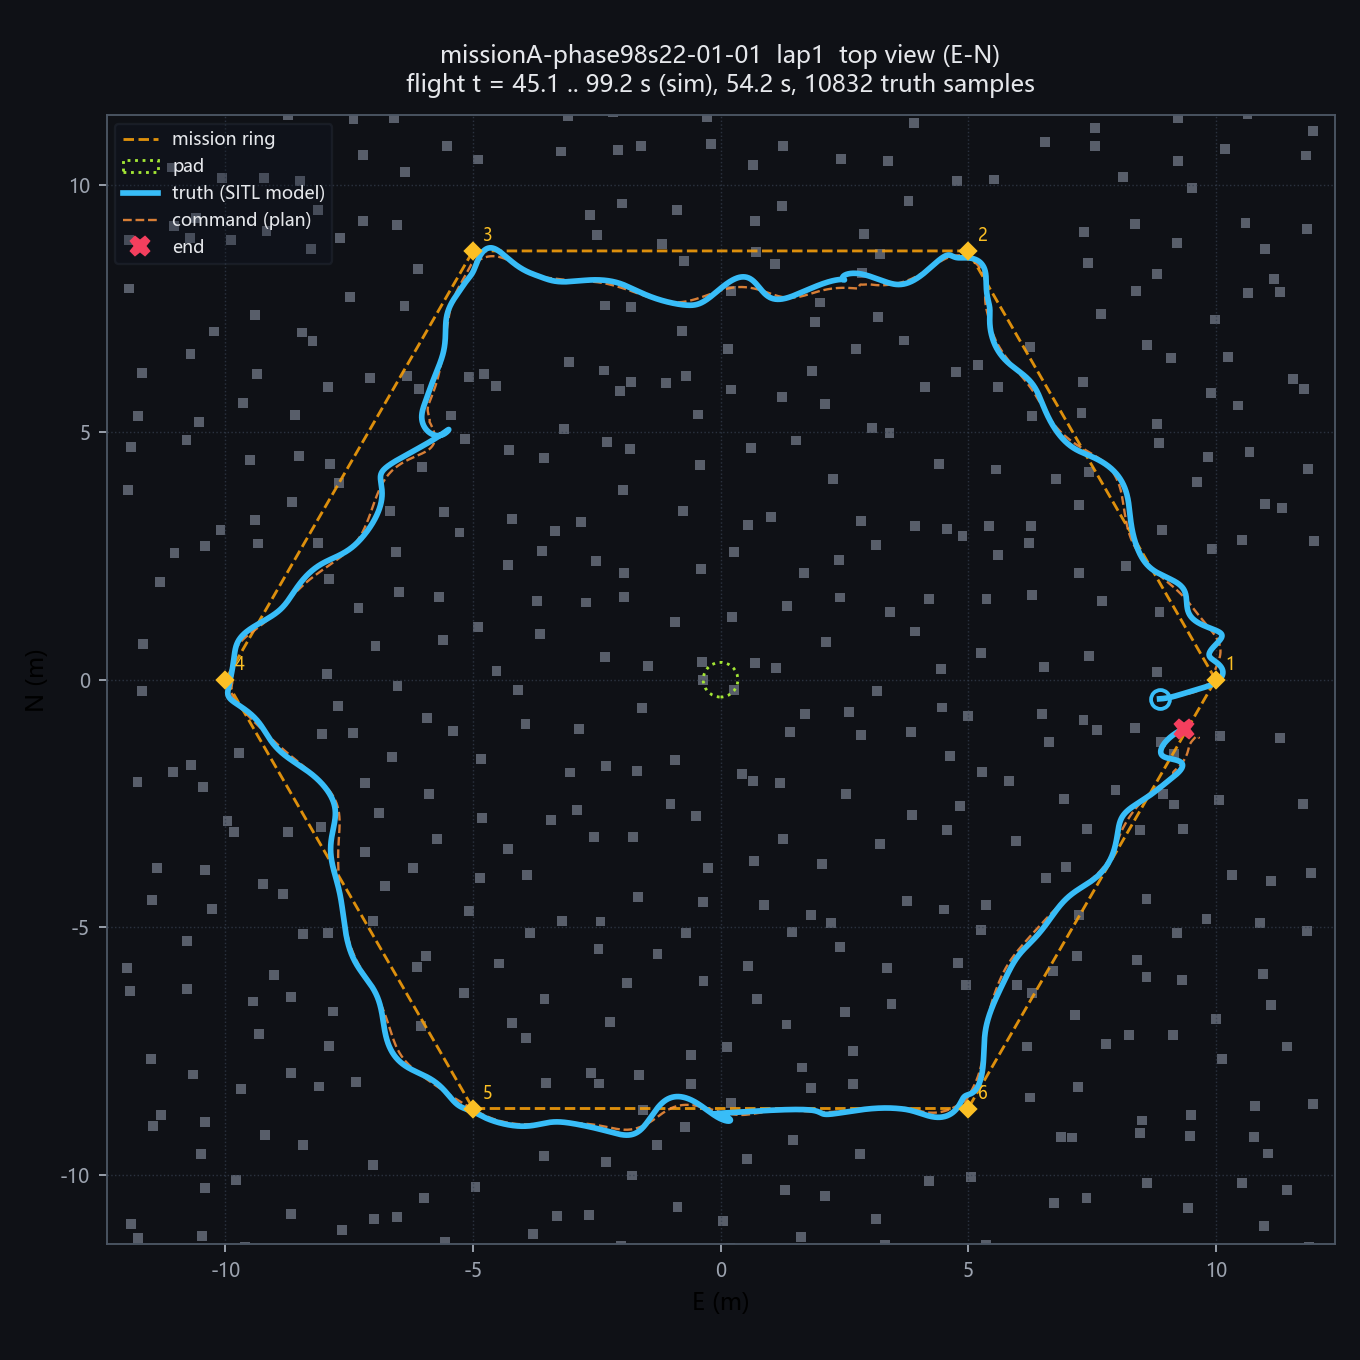 missionA-phase98s22-01-01 lap1 top view (E-N)
flight t = 45.1 .. 99.2 s (sim), 54.2 s, 10832 truth samples
mission ring
pad
truth (SITL model)
command (plan)
end
10
5
0
-5
-10
N (m)
3
2
4
1
5
6
-10
-5
0
5
10
E (m)